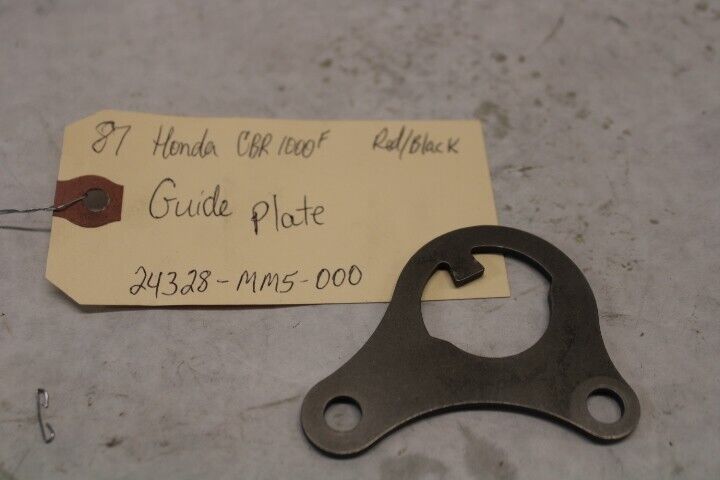 87 Honda CBR 1000F Red/Black
Guide Plate
24328-MM5-000